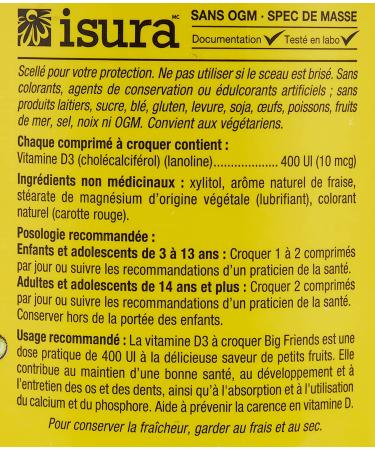 isura MC
SANS OGM · SPEC DE MASSE
Documentation ✓ Testé en labo ✓
Scellé pour votre protection. Ne pas utiliser si le sceau est brisé. Sans
colorants, agents de conservation ou édulcorants artificiels ; sans
produits laitiers, sucre, blé, gluten, levure, soja, œufs, poissons, fruits
de mer, sel, noix ni OGM. Convient aux végétariens.
Chaque comprimé à croquer contient :
Vitamine D3 (cholécalciférol) (lanoline)................... 400 UI (10 mcg)
Ingrédients non médicinaux : xylitol, arôme naturel de fraise,
stéarate de magnésium d'origine végétale (lubrifiant), colorant
naturel (carotte rouge).
Posologie recommandée :
Enfants et adolescents de 3 à 13 ans : Croquer 1 à 2 comprimés
par jour ou suivre les recommandations d'un praticien de la santé.
Adultes et adolescents de 14 ans et plus : Croquer 2 comprimés
par jour ou suivre les recommandations d'un praticien de la santé.
Conserver hors de la portée des enfants.
Usage recommandé : La vitamine D3 à croquer Big Friends est une
dose pratique de 400 UI à la délicieuse saveur de petits fruits. Elle
contribue au maintien d'une bonne santé, au développement et à
l'entretien des os et des dents, ainsi qu'à l'absorption et à l'utilisation
du calcium et du phosphore. Aide à prévenir la carence en vitamine D.
Pour conserver la fraîcheur, garder au frais et au sec.